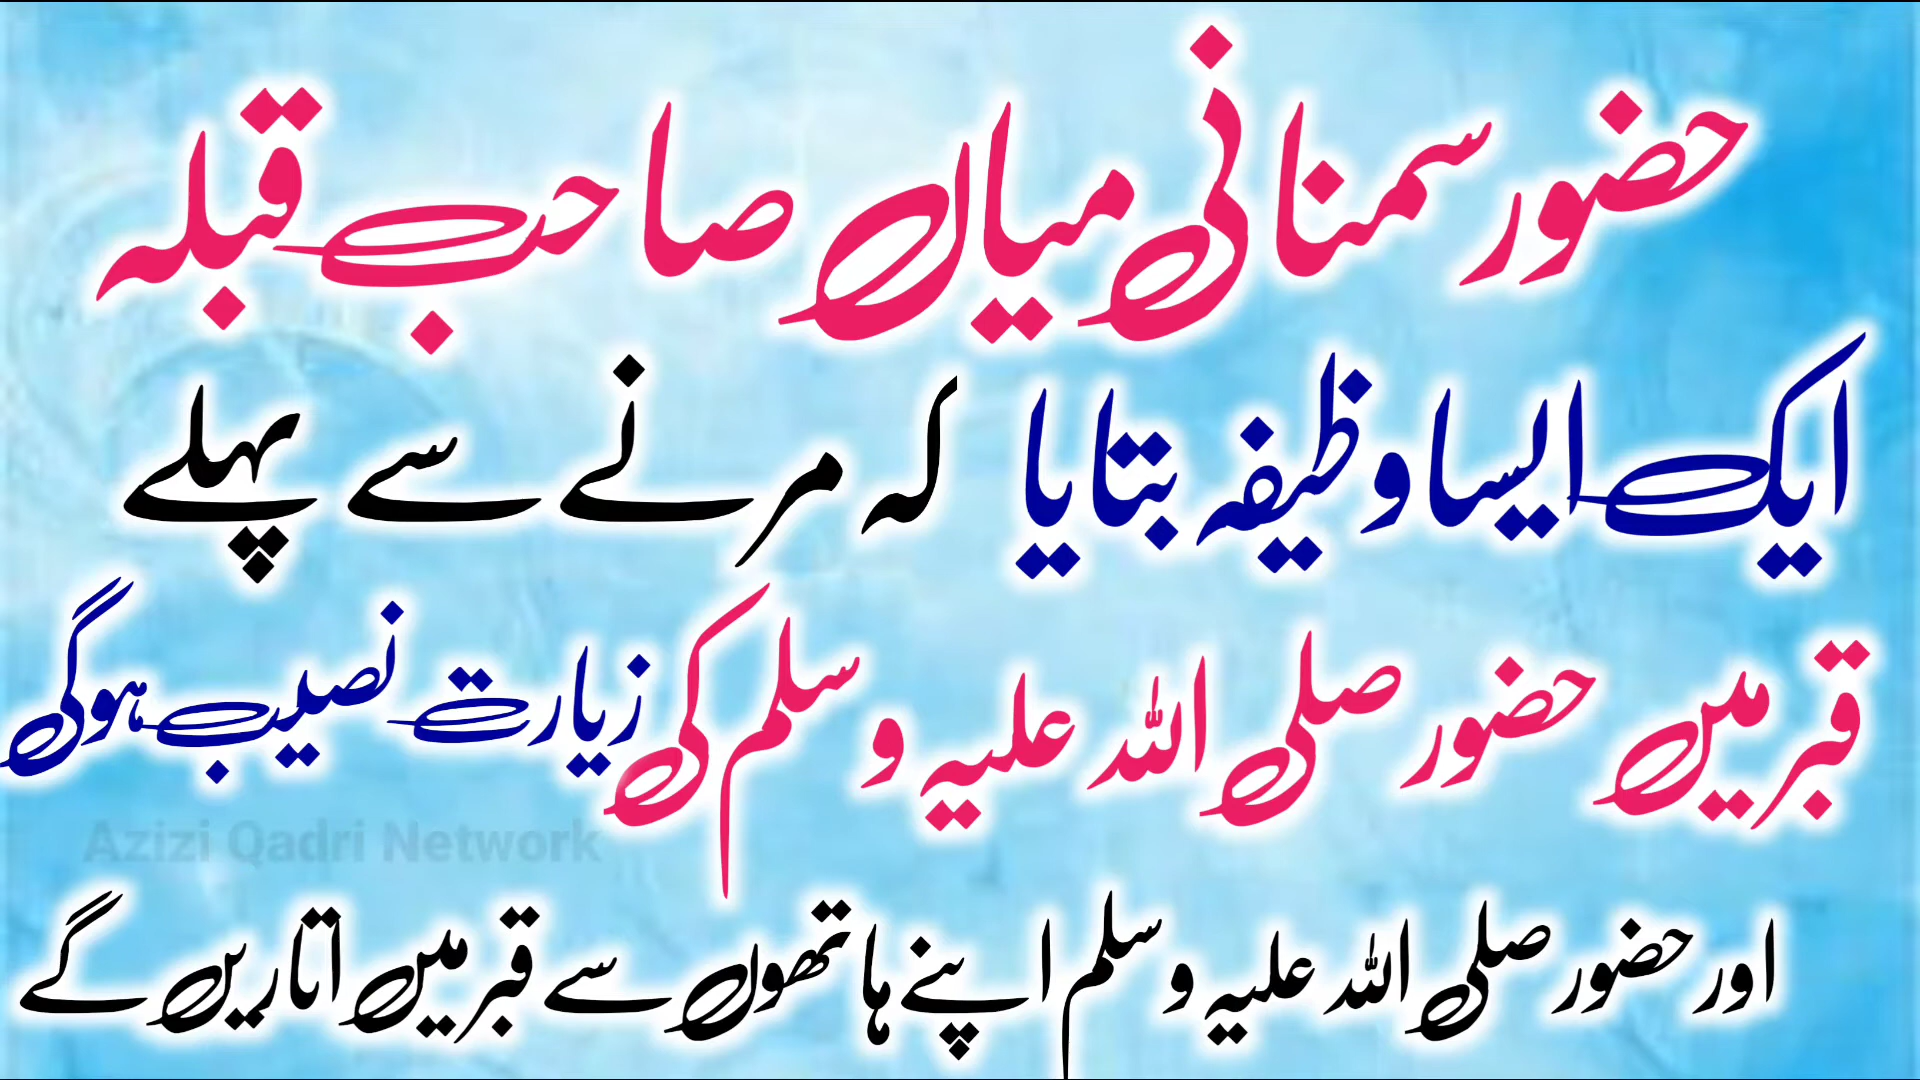 حضور سمنانی میاں صاحب قبلہ
ایک ایسا وظیفہ بتایا کہ مرنے سے پہلے
قبر میں حضور صلی اللہ علیہ وسلم کی زیارت نصیب ہوگی
Azizi Qadri Network
اور حضور صلی اللہ علیہ وسلم اپنے ہاتھوں سے قبر میں اتاریں گے